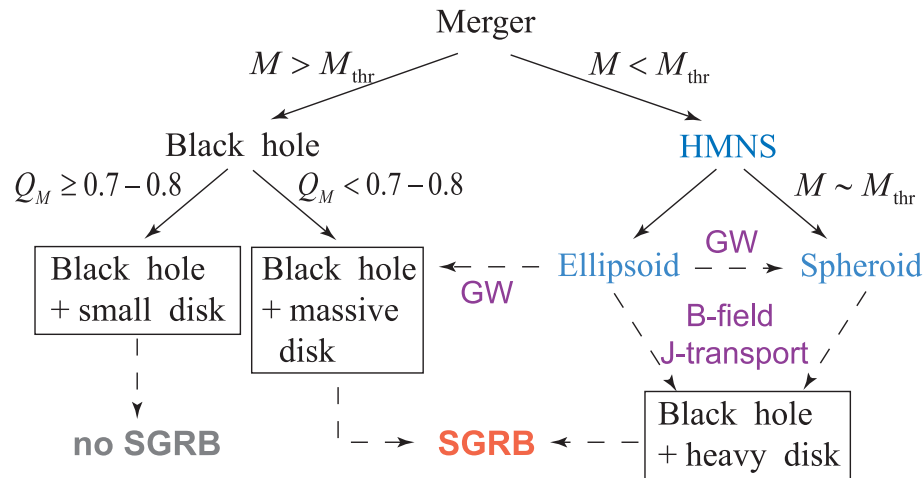 Merger
M > M_thr
M < M_thr
Black hole
HMNS
Q_M ≥ 0.7 – 0.8
Q_M < 0.7 – 0.8
M ~ M_thr
Black hole
+ small disk
Black hole
+ massive
disk
GW
Ellipsoid
GW
Spheroid
B-field
J-transport
no SGRB
SGRB
Black hole
+ heavy disk